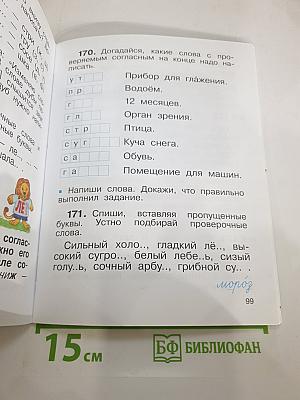 170. Догадайся, какие слова с про-
веряемым согласным на конце надо на-
писать.
ут Прибор для глажения.
пр Водоём.
г 12 месяцев.
гл Орган зрения.
стр Птица.
суг Куча снега.
са Обувь.
га Помещение для машин.
• Напиши слова. Докажи, что правильно
выполнил задание.
171. Спиши, вставляя пропущенные
буквы. Устно подбирай проверочные
слова.
Сильный холо.., гладкий лё.., вы-
сокий сугро.., белый лебе..ь, сизый
голу..ь, сочный арбу.., грибной су.. .
мороз
99
15 см
БФ БИБЛИОФАН